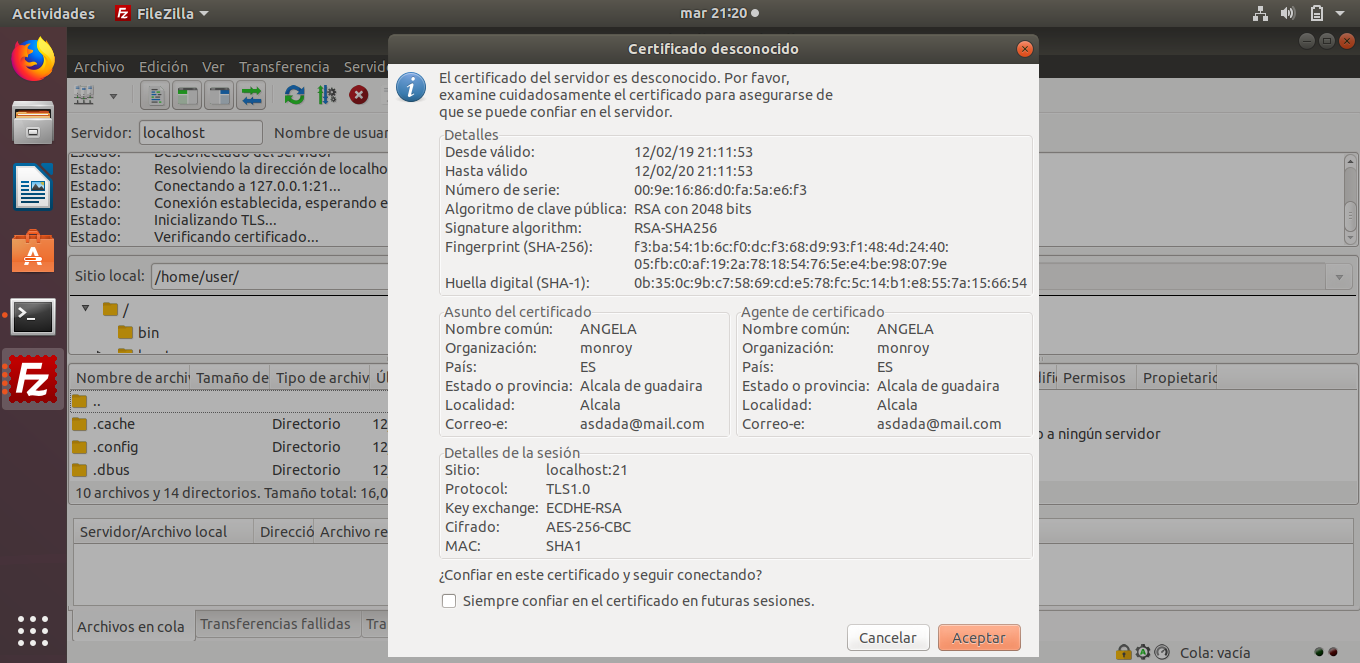 Actividades FileZilla mar 21:20
Certificado desconocido
Archivo Edición Ver Transferencia
Servidor: localhost Nombre de
Estado: Desconectado del servidor
Estado: Resolviendo la dirección de
Estado: Conectando a 127.0.0.1:21...
Estado: Conexión establecida, esperando
Estado: Inicializando TLS...
Estado: Verificando certificado...
Sitio local: /home/user/
/
bin
Tamaño de Tipo de
..
.cache Directorio
.config Directorio
.dbus Directorio
10 archivos y 14 directorios. Tamaño total:
Servidor/Archivo local Archivo
Archivos en cola Transferencias fallidas
El certificado del servidor es desconocido. Por favor,
examine cuidadosamente el certificado para asegurarse de
que se puede confiar en el servidor.
Detalles
Desde válido: 12/02/19 21:11:53
Hasta válido 12/02/20 21:11:53
Número de serie: 00:9e:16:86:d0:fa:5a:e6:f3
Algoritmo de clave pública: RSA con 2048 bits
Signature algorithm: RSA-SHA256
Fingerprint (SHA-256): f3:ba:54:1b:6c:f0:dc:f3:68:d9:93:f1:48:4d:24:40:
05:fb:c0:af:19:2a:78:18:54:76:5e:e4:be:98:07:9e
Huella digital (SHA-1): 0b:35:0c:9b:c7:58:69:cd:e5:78:fc:5c:14:b1:e8:55:7a:15:66:54
Asunto del certificado
Nombre común: ANGELA
Organización: monroy
País: ES
Estado o provincia: Alcala de guadaira
Localidad: Alcala
Correo-e: asdada@mail.com
Agente de certificado
Nombre común: ANGELA
Organización: monroy
País: ES
Estado o provincia: Alcala de guadaira
Localidad: Alcala
Correo-e: asdada@mail.com
Detalles de la sesión
Sitio: localhost:21
Protocol: TLS1.0
Key exchange: ECDHE-RSA
Cifrado: AES-256-CBC
MAC: SHA1
¿Confiar en este certificado y seguir conectando?
Siempre confiar en el certificado en futuras sesiones.
Cancelar Aceptar
Permisos Propietario
a ningún servidor
Cola: vacía